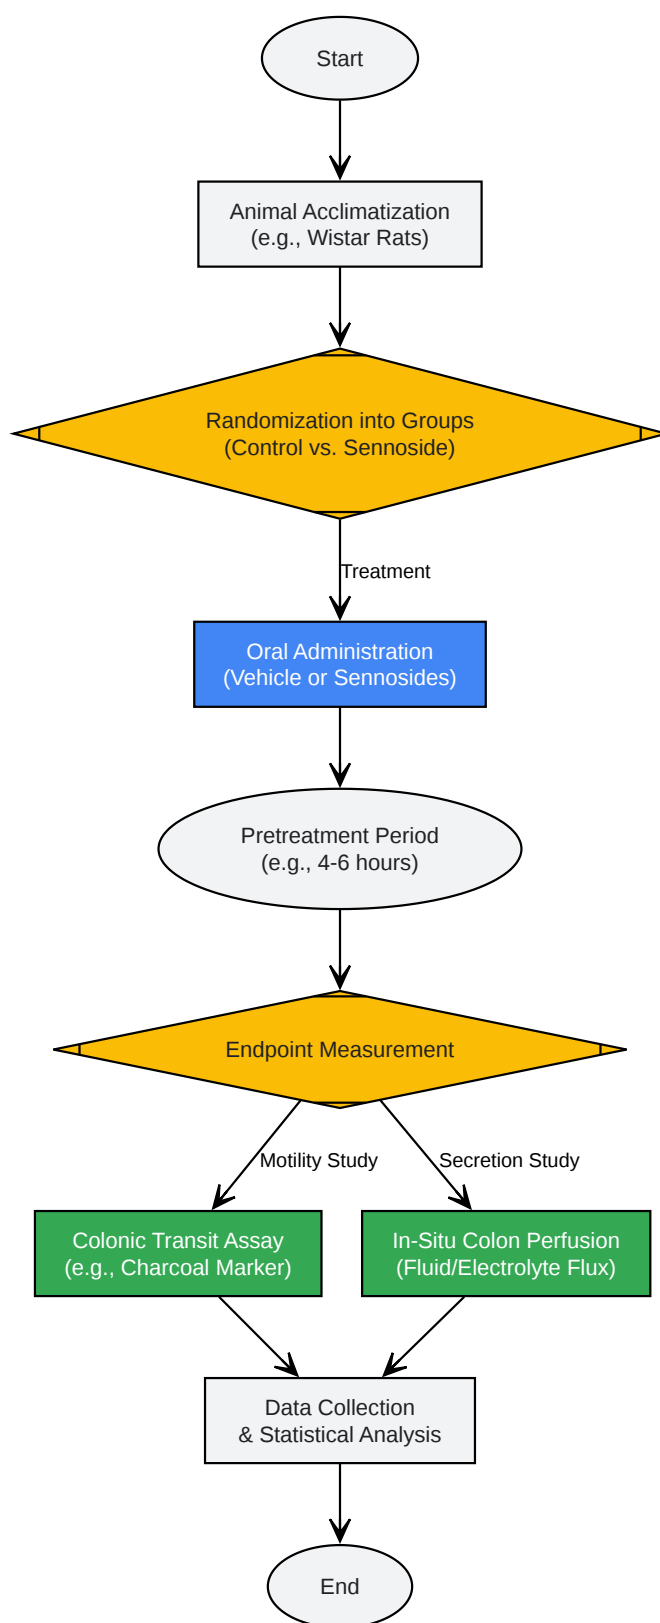 Start
Animal Acclimatization
(e.g., Wistar Rats)
Randomization into Groups
(Control vs. Sennoside)
Treatment
Oral Administration
(Vehicle or Sennosides)
Pretreatment Period
(e.g., 4-6 hours)
Endpoint Measurement
Motility Study
Secretion Study
Colonic Transit Assay
(e.g., Charcoal Marker)
In-Situ Colon Perfusion
(Fluid/Electrolyte Flux)
Data Collection
& Statistical Analysis
End